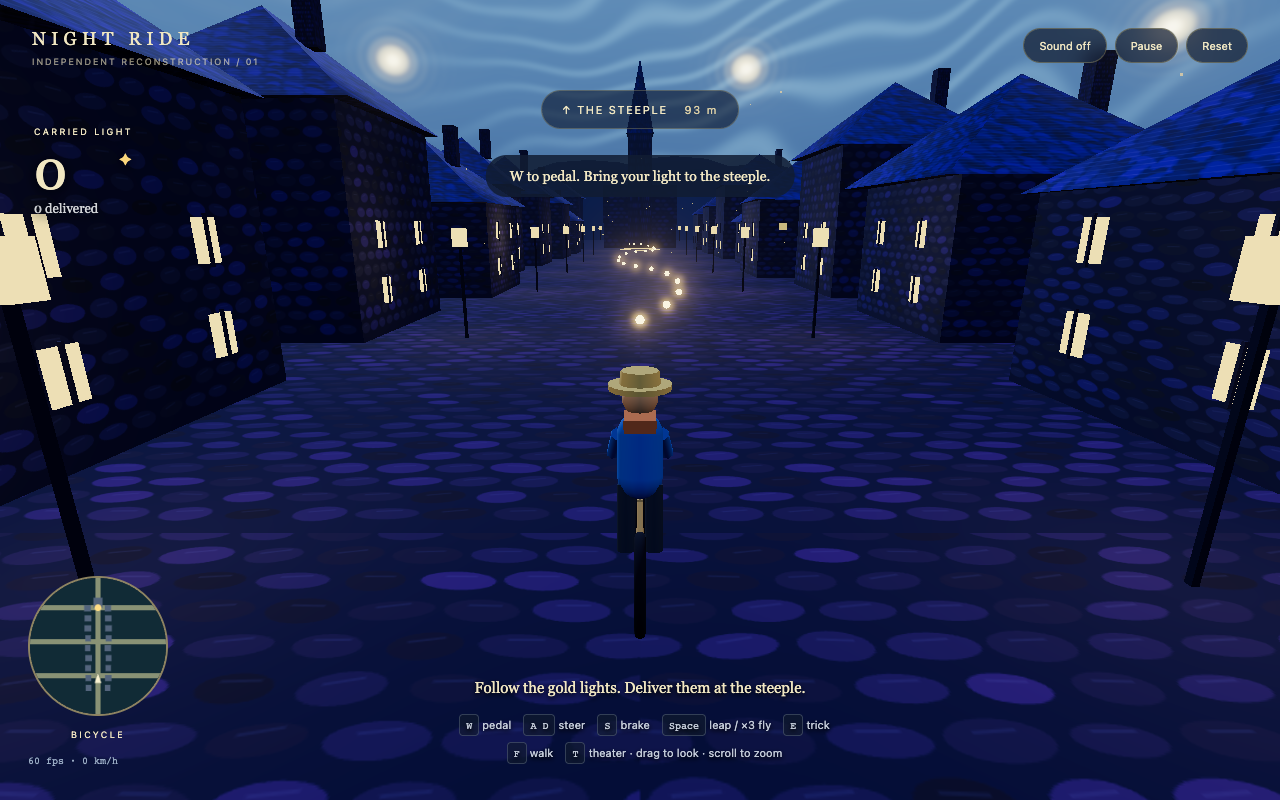 NIGHT RIDE
INDEPENDENT RECONSTRUCTION / 01
Sound off
Pause
Reset
↑ THE STEEPLE 93 m
CARRIED LIGHT
0
0 delivered
W to pedal. Bring your light to the steeple.
Follow the gold lights. Deliver them at the steeple.
W pedal A D steer S brake Space leap / ×3 fly E trick
F walk T theater · drag to look · scroll to zoom
BICYCLE
60 fps · 0 km/h